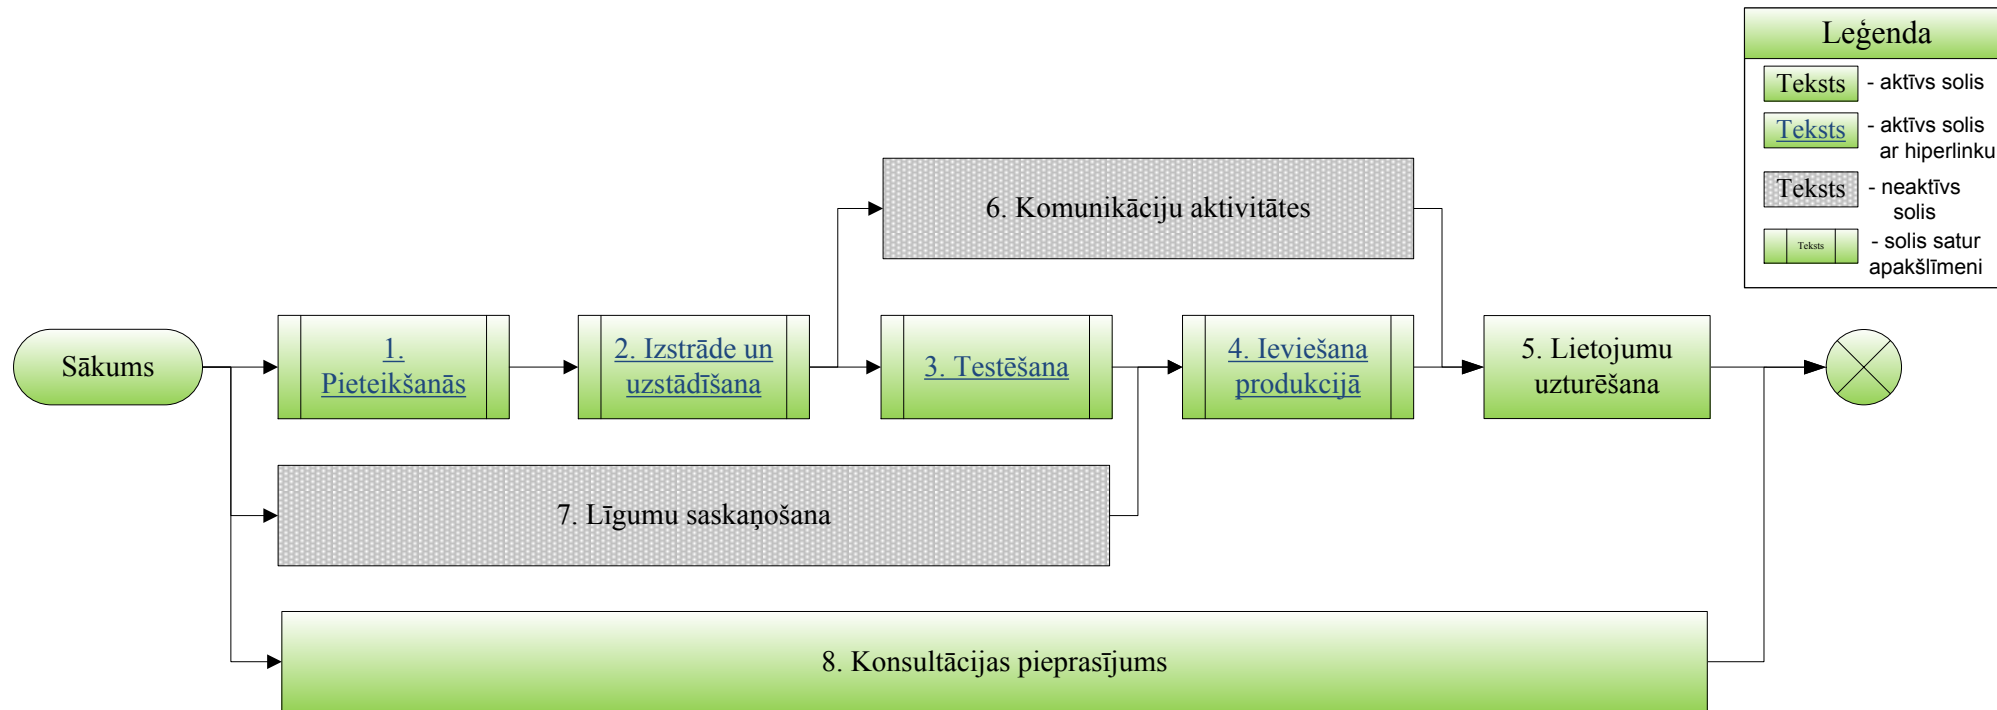 Leģenda
Teksts - aktīvs solis
Teksts - aktīvs solis
ar hiperlinku
Teksts - neaktīvs
solis
Teksts - solis satur
apakšlīmeni
6. Komunikāciju aktivitātes
Sākums
1.
Pieteikšanās
2. Izstrāde un
uzstādīšana
3. Testēšana
4. Ieviešana
produkcijā
5. Lietojumu
uzturēšana
7. Līgumu saskaņošana
8. Konsultācijas pieprasījums